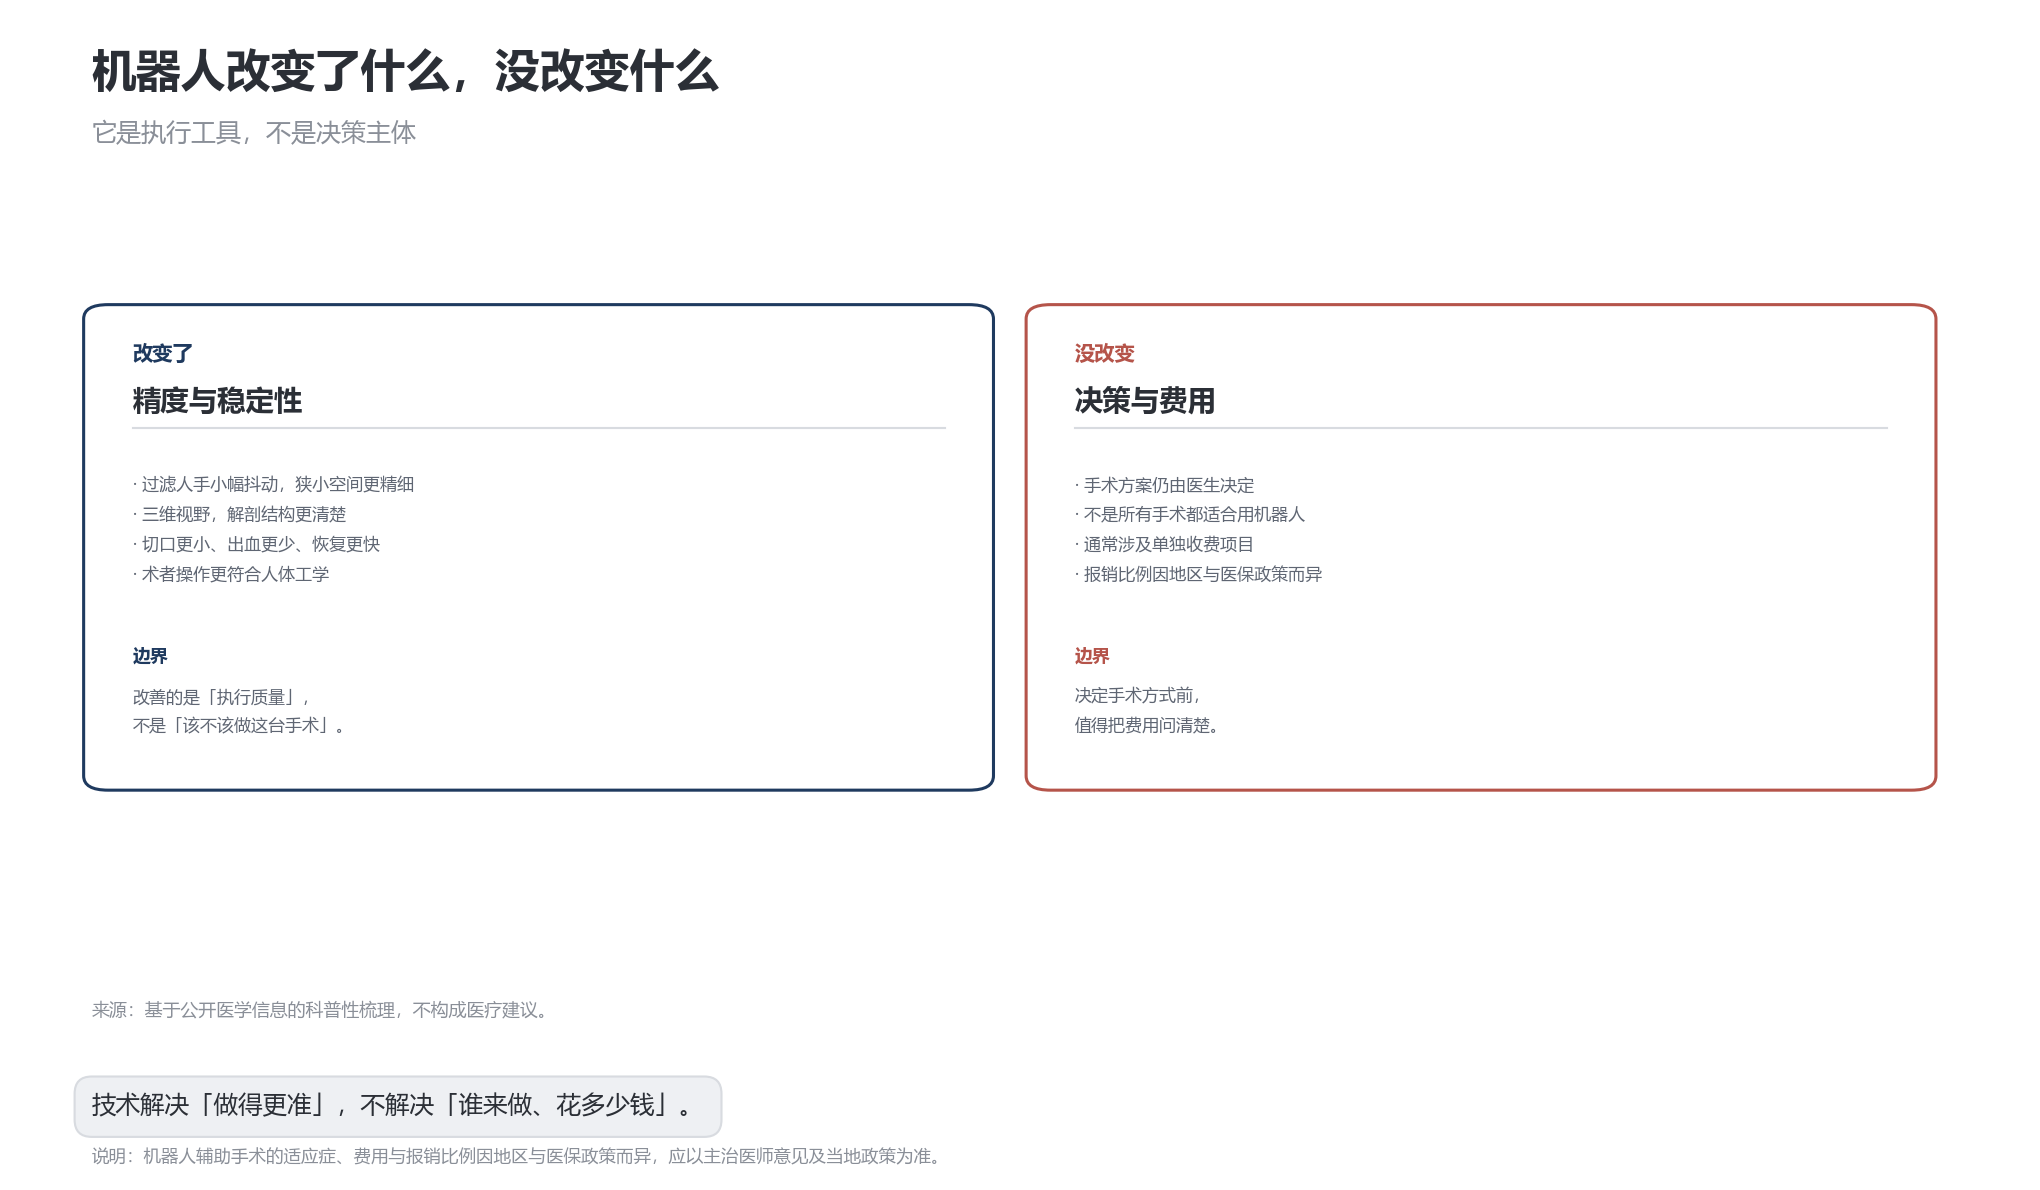 机器人改变了什么，没改变什么
它是执行工具，不是决策主体
改变了
精度与稳定性
· 过滤人手小幅抖动，狭小空间更精细
· 三维视野，解剖结构更清楚
· 切口更小、出血更少、恢复更快
· 术者操作更符合人体工学
边界
改善的是「执行质量」，
不是「该不该做这台手术」。
没改变
决策与费用
· 手术方案仍由医生决定
· 不是所有手术都适合用机器人
· 通常涉及单独收费项目
· 报销比例因地区与医保政策而异
边界
决定手术方式前，
值得把费用问清楚。
来源：基于公开医学信息的科普性梳理，不构成医疗建议。
技术解决「做得更准」，不解决「谁来做、花多少钱」。
说明：机器人辅助手术的适应症、费用与报销比例因地区与医保政策而异，应以主治医师意见及当地政策为准。